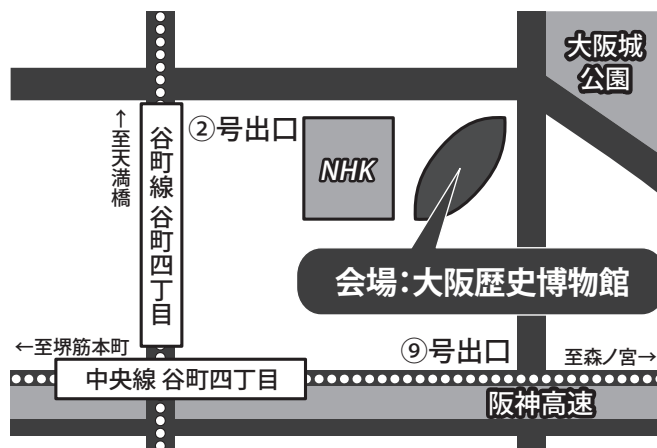 大阪城
公園
②号出口
谷町線 谷町四丁目
↑至天満橋
NHK
会場：大阪歴史博物館
←至堺筋本町
⑨号出口
至森ノ宮→
中央線 谷町四丁目
阪神高速